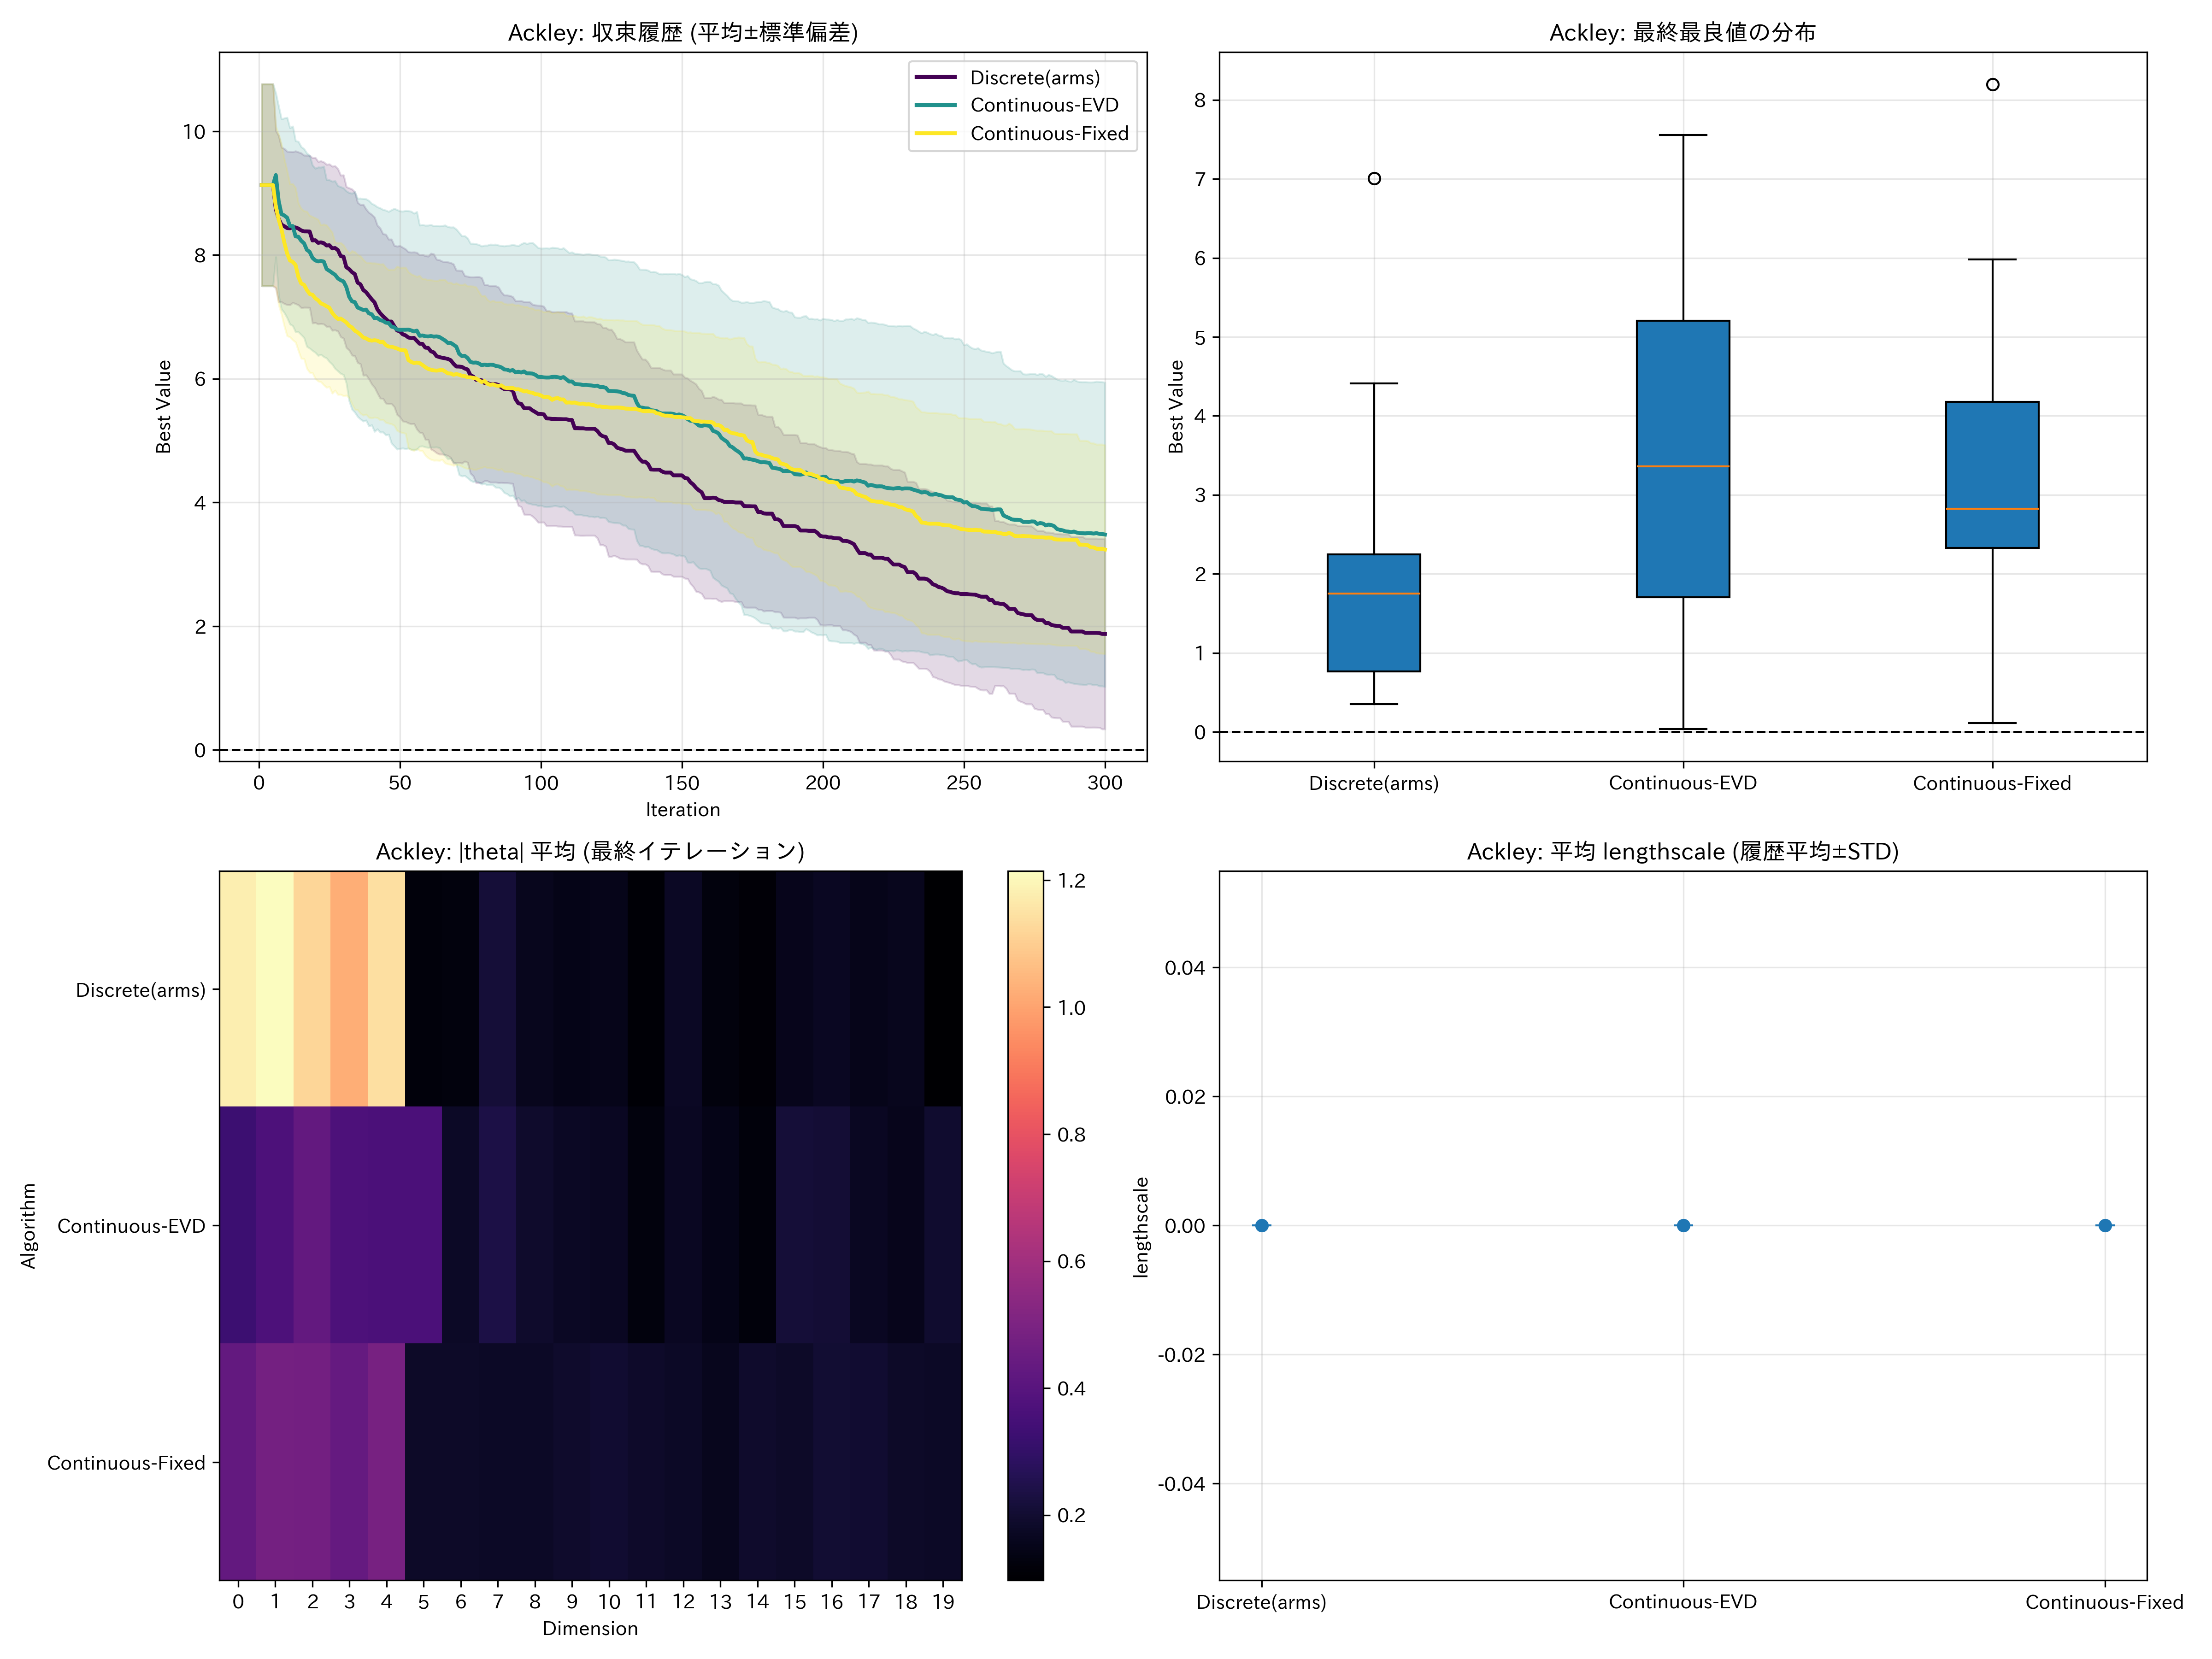 Ackley: 収束履歴 (平均±標準偏差)
Discrete(arms)
Continuous-EVD
Continuous-Fixed
Best Value
10
8
6
4
2
0
0 50 100 150 200 250 300
Iteration
Ackley: 最終最良値の分布
Best Value
8
7
6
5
4
3
2
1
0
Discrete(arms) Continuous-EVD Continuous-Fixed
Ackley: |theta| 平均 (最終イテレーション)
Algorithm
Discrete(arms)
Continuous-EVD
Continuous-Fixed
0 1 2 3 4 5 6 7 8 9 10 11 12 13 14 15 16 17 18 19
Dimension
1.2
1.0
0.8
0.6
0.4
0.2
Ackley: 平均 lengthscale (履歴平均±STD)
lengthscale
0.04
0.02
0.00
-0.02
-0.04
Discrete(arms) Continuous-EVD Continuous-Fixed